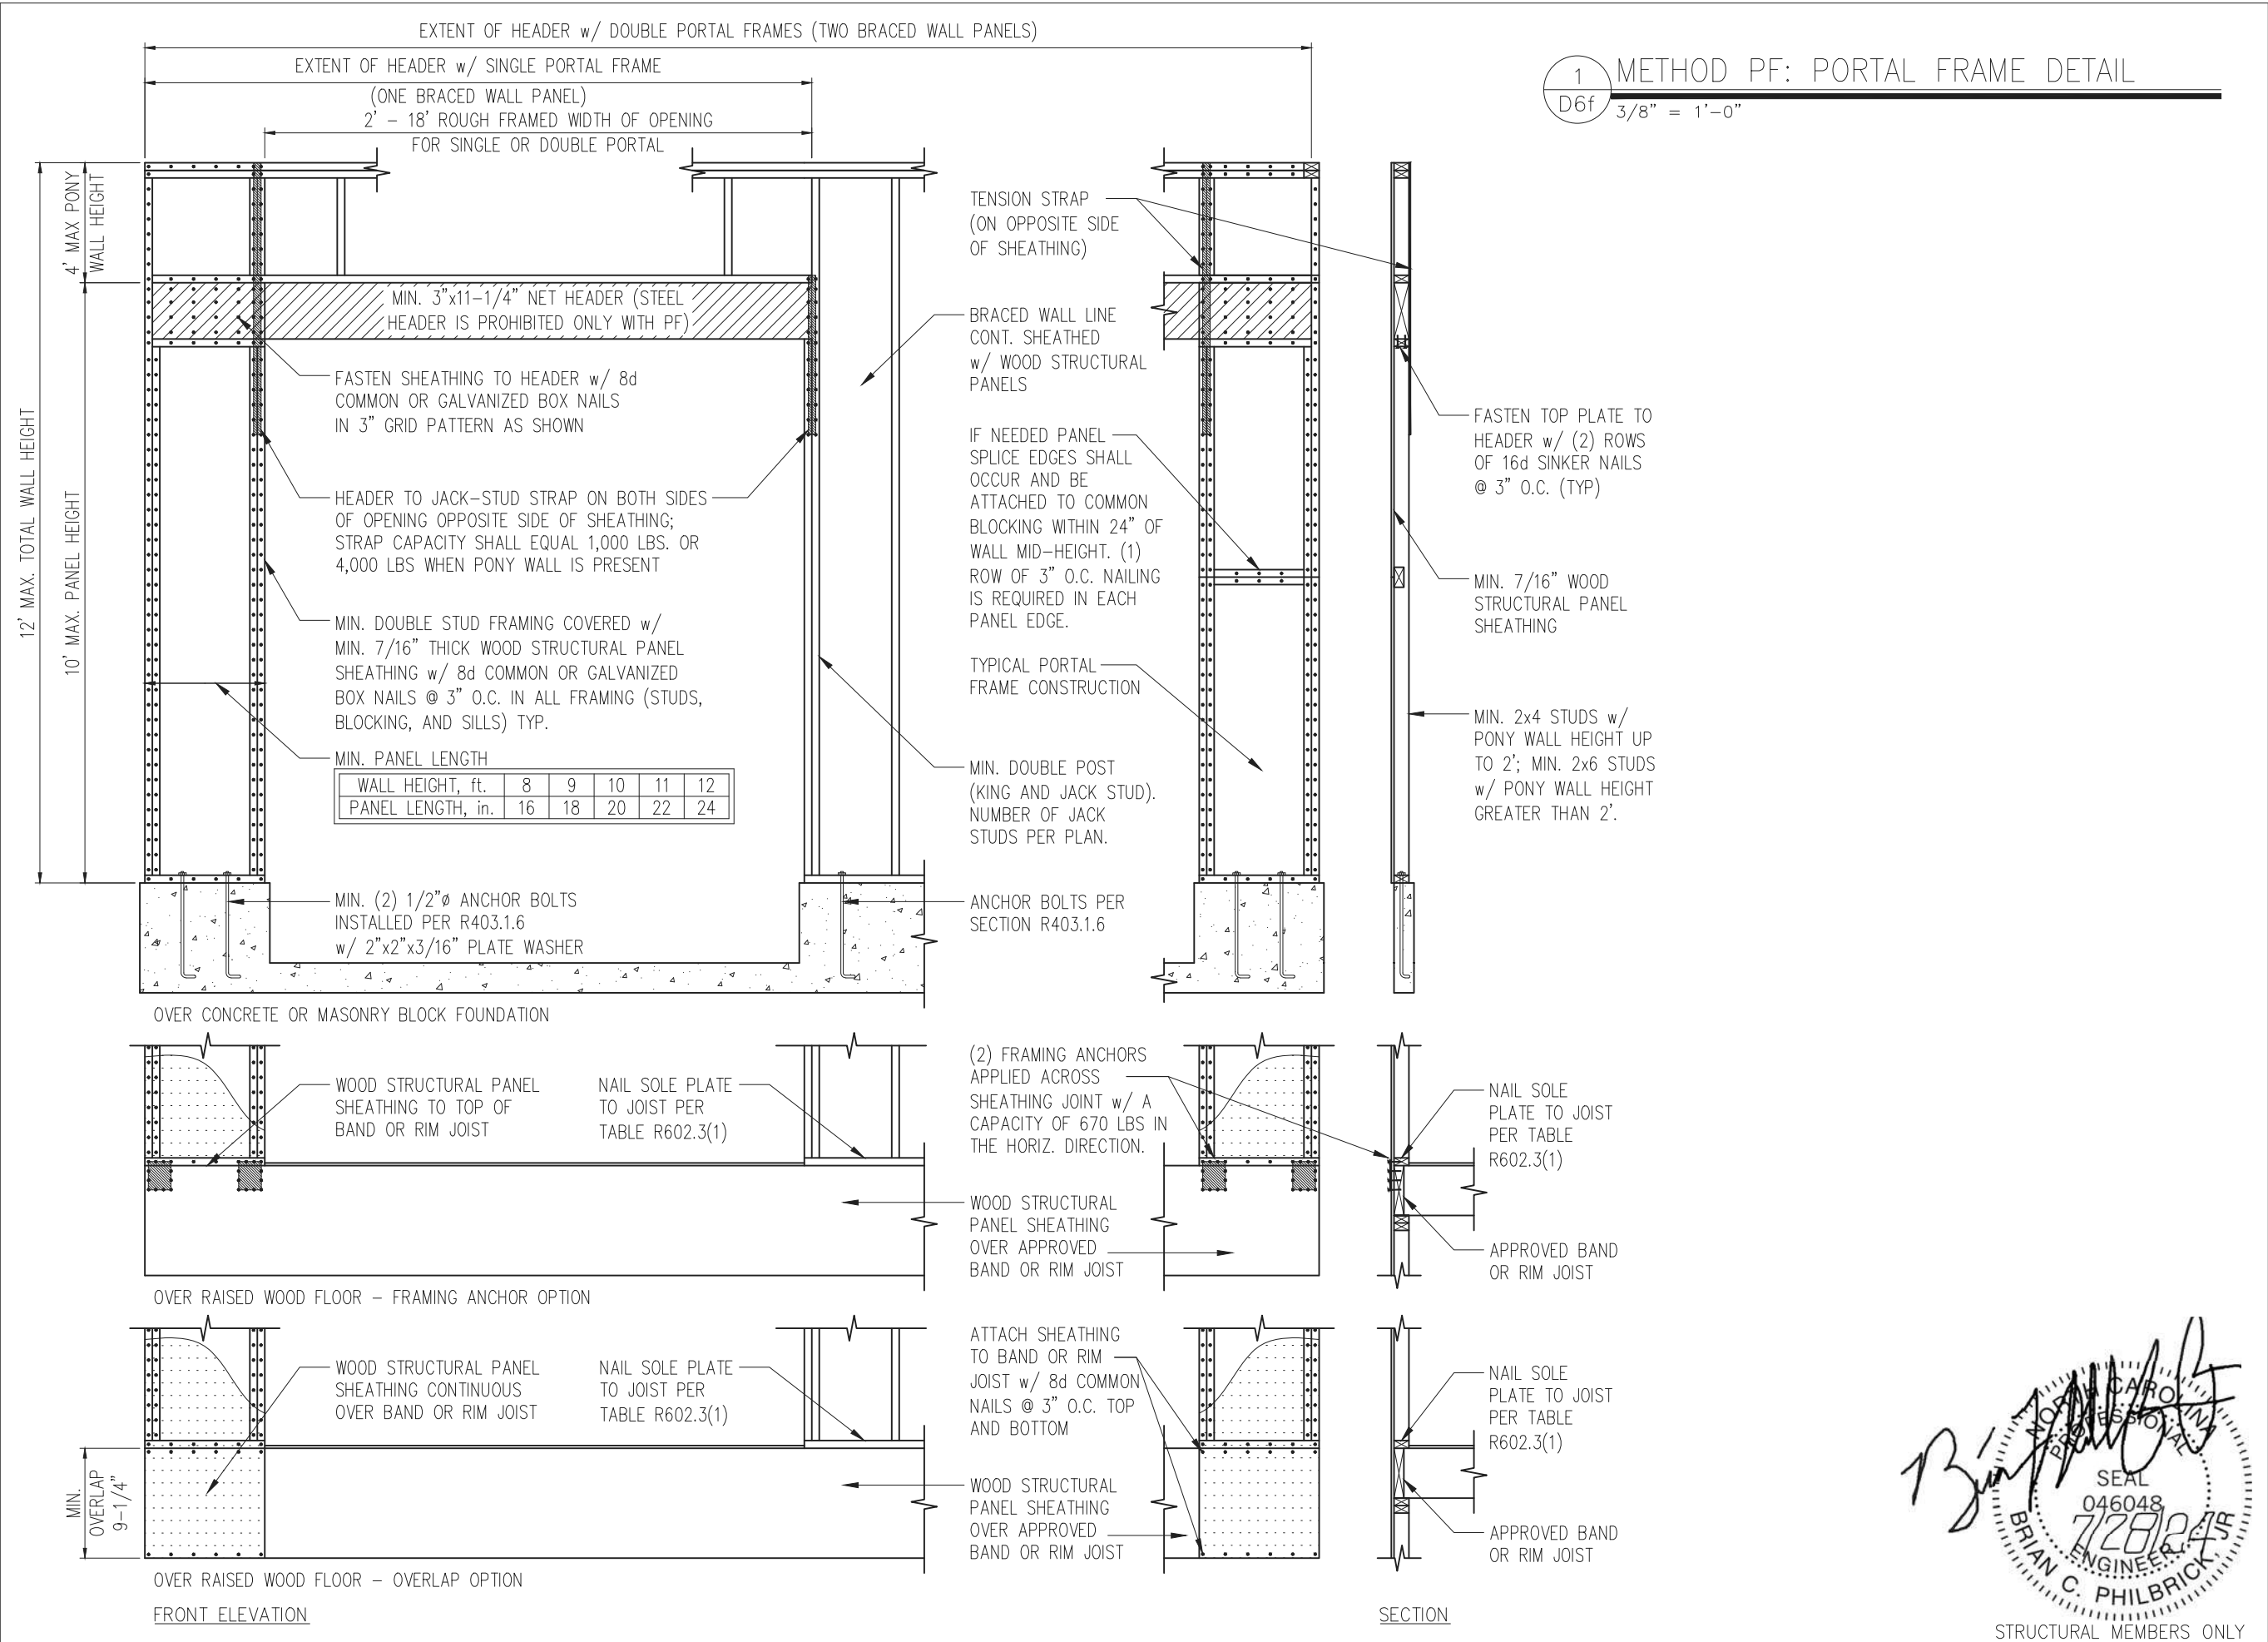 EXTENT OF HEADER w/ DOUBLE PORTAL FRAMES (TWO BRACED WALL PANELS)
EXTENT OF HEADER w/ SINGLE PORTAL FRAME
(ONE BRACED WALL PANEL)
2' - 18' ROUGH FRAMED WIDTH OF OPENING
FOR SINGLE OR DOUBLE PORTAL
1
D6f
METHOD PF: PORTAL FRAME DETAIL
3/8" = 1'-0"
12' MAX. TOTAL WALL HEIGHT
4' MAX PONY
WALL HEIGHT
10' MAX. PANEL HEIGHT
MIN. 3"x11-1/4" NET HEADER (STEEL
HEADER IS PROHIBITED ONLY WITH PF)
FASTEN SHEATHING TO HEADER w/ 8d
COMMON OR GALVANIZED BOX NAILS
IN 3" GRID PATTERN AS SHOWN
HEADER TO JACK-STUD STRAP ON BOTH SIDES
OF OPENING OPPOSITE SIDE OF SHEATHING;
STRAP CAPACITY SHALL EQUAL 1,000 LBS. OR
4,000 LBS WHEN PONY WALL IS PRESENT
MIN. DOUBLE STUD FRAMING COVERED w/
MIN. 7/16" THICK WOOD STRUCTURAL PANEL
SHEATHING w/ 8d COMMON OR GALVANIZED
BOX NAILS @ 3" O.C. IN ALL FRAMING (STUDS,
BLOCKING, AND SILLS) TYP.
MIN. PANEL LENGTH
WALL HEIGHT, ft. 8 9 10 11 12
PANEL LENGTH, in. 16 18 20 22 24
MIN. (2) 1/2"ø ANCHOR BOLTS
INSTALLED PER R403.1.6
w/ 2"x2"x3/16" PLATE WASHER
TENSION STRAP
(ON OPPOSITE SIDE
OF SHEATHING)
BRACED WALL LINE
CONT. SHEATHED
w/ WOOD STRUCTURAL
PANELS
IF NEEDED PANEL
SPLICE EDGES SHALL
OCCUR AND BE
ATTACHED TO COMMON
BLOCKING WITHIN 24" OF
WALL MID-HEIGHT. (1)
ROW OF 3" O.C. NAILING
IS REQUIRED IN EACH
PANEL EDGE.
TYPICAL PORTAL
FRAME CONSTRUCTION
MIN. DOUBLE POST
(KING AND JACK STUD).
NUMBER OF JACK
STUDS PER PLAN.
ANCHOR BOLTS PER
SECTION R403.1.6
FASTEN TOP PLATE TO
HEADER w/ (2) ROWS
OF 16d SINKER NAILS
@ 3" O.C. (TYP)
MIN. 7/16" WOOD
STRUCTURAL PANEL
SHEATHING
MIN. 2x4 STUDS w/
PONY WALL HEIGHT UP
TO 2'; MIN. 2x6 STUDS
w/ PONY WALL HEIGHT
GREATER THAN 2'.
OVER CONCRETE OR MASONRY BLOCK FOUNDATION
WOOD STRUCTURAL PANEL
SHEATHING TO TOP OF
BAND OR RIM JOIST
NAIL SOLE PLATE
TO JOIST PER
TABLE R602.3(1)
(2) FRAMING ANCHORS
APPLIED ACROSS
SHEATHING JOINT w/ A
CAPACITY OF 670 LBS IN
THE HORIZ. DIRECTION.
WOOD STRUCTURAL
PANEL SHEATHING
OVER APPROVED
BAND OR RIM JOIST
NAIL SOLE
PLATE TO JOIST
PER TABLE
R602.3(1)
APPROVED BAND
OR RIM JOIST
OVER RAISED WOOD FLOOR - FRAMING ANCHOR OPTION
WOOD STRUCTURAL PANEL
SHEATHING CONTINUOUS
OVER BAND OR RIM JOIST
NAIL SOLE PLATE
TO JOIST PER
TABLE R602.3(1)
MIN.
OVERLAP
9-1/4"
ATTACH SHEATHING
TO BAND OR RIM
JOIST w/ 8d COMMON
NAILS @ 3" O.C. TOP
AND BOTTOM
WOOD STRUCTURAL
PANEL SHEATHING
OVER APPROVED
BAND OR RIM JOIST
NAIL SOLE
PLATE TO JOIST
PER TABLE
R602.3(1)
APPROVED BAND
OR RIM JOIST
OVER RAISED WOOD FLOOR - OVERLAP OPTION
FRONT ELEVATION
SECTION
NORTH CAROLINA
PROFESSIONAL
SEAL
046048
ENGINEER
BRIAN C. PHILBRICK, JR
STRUCTURAL MEMBERS ONLY